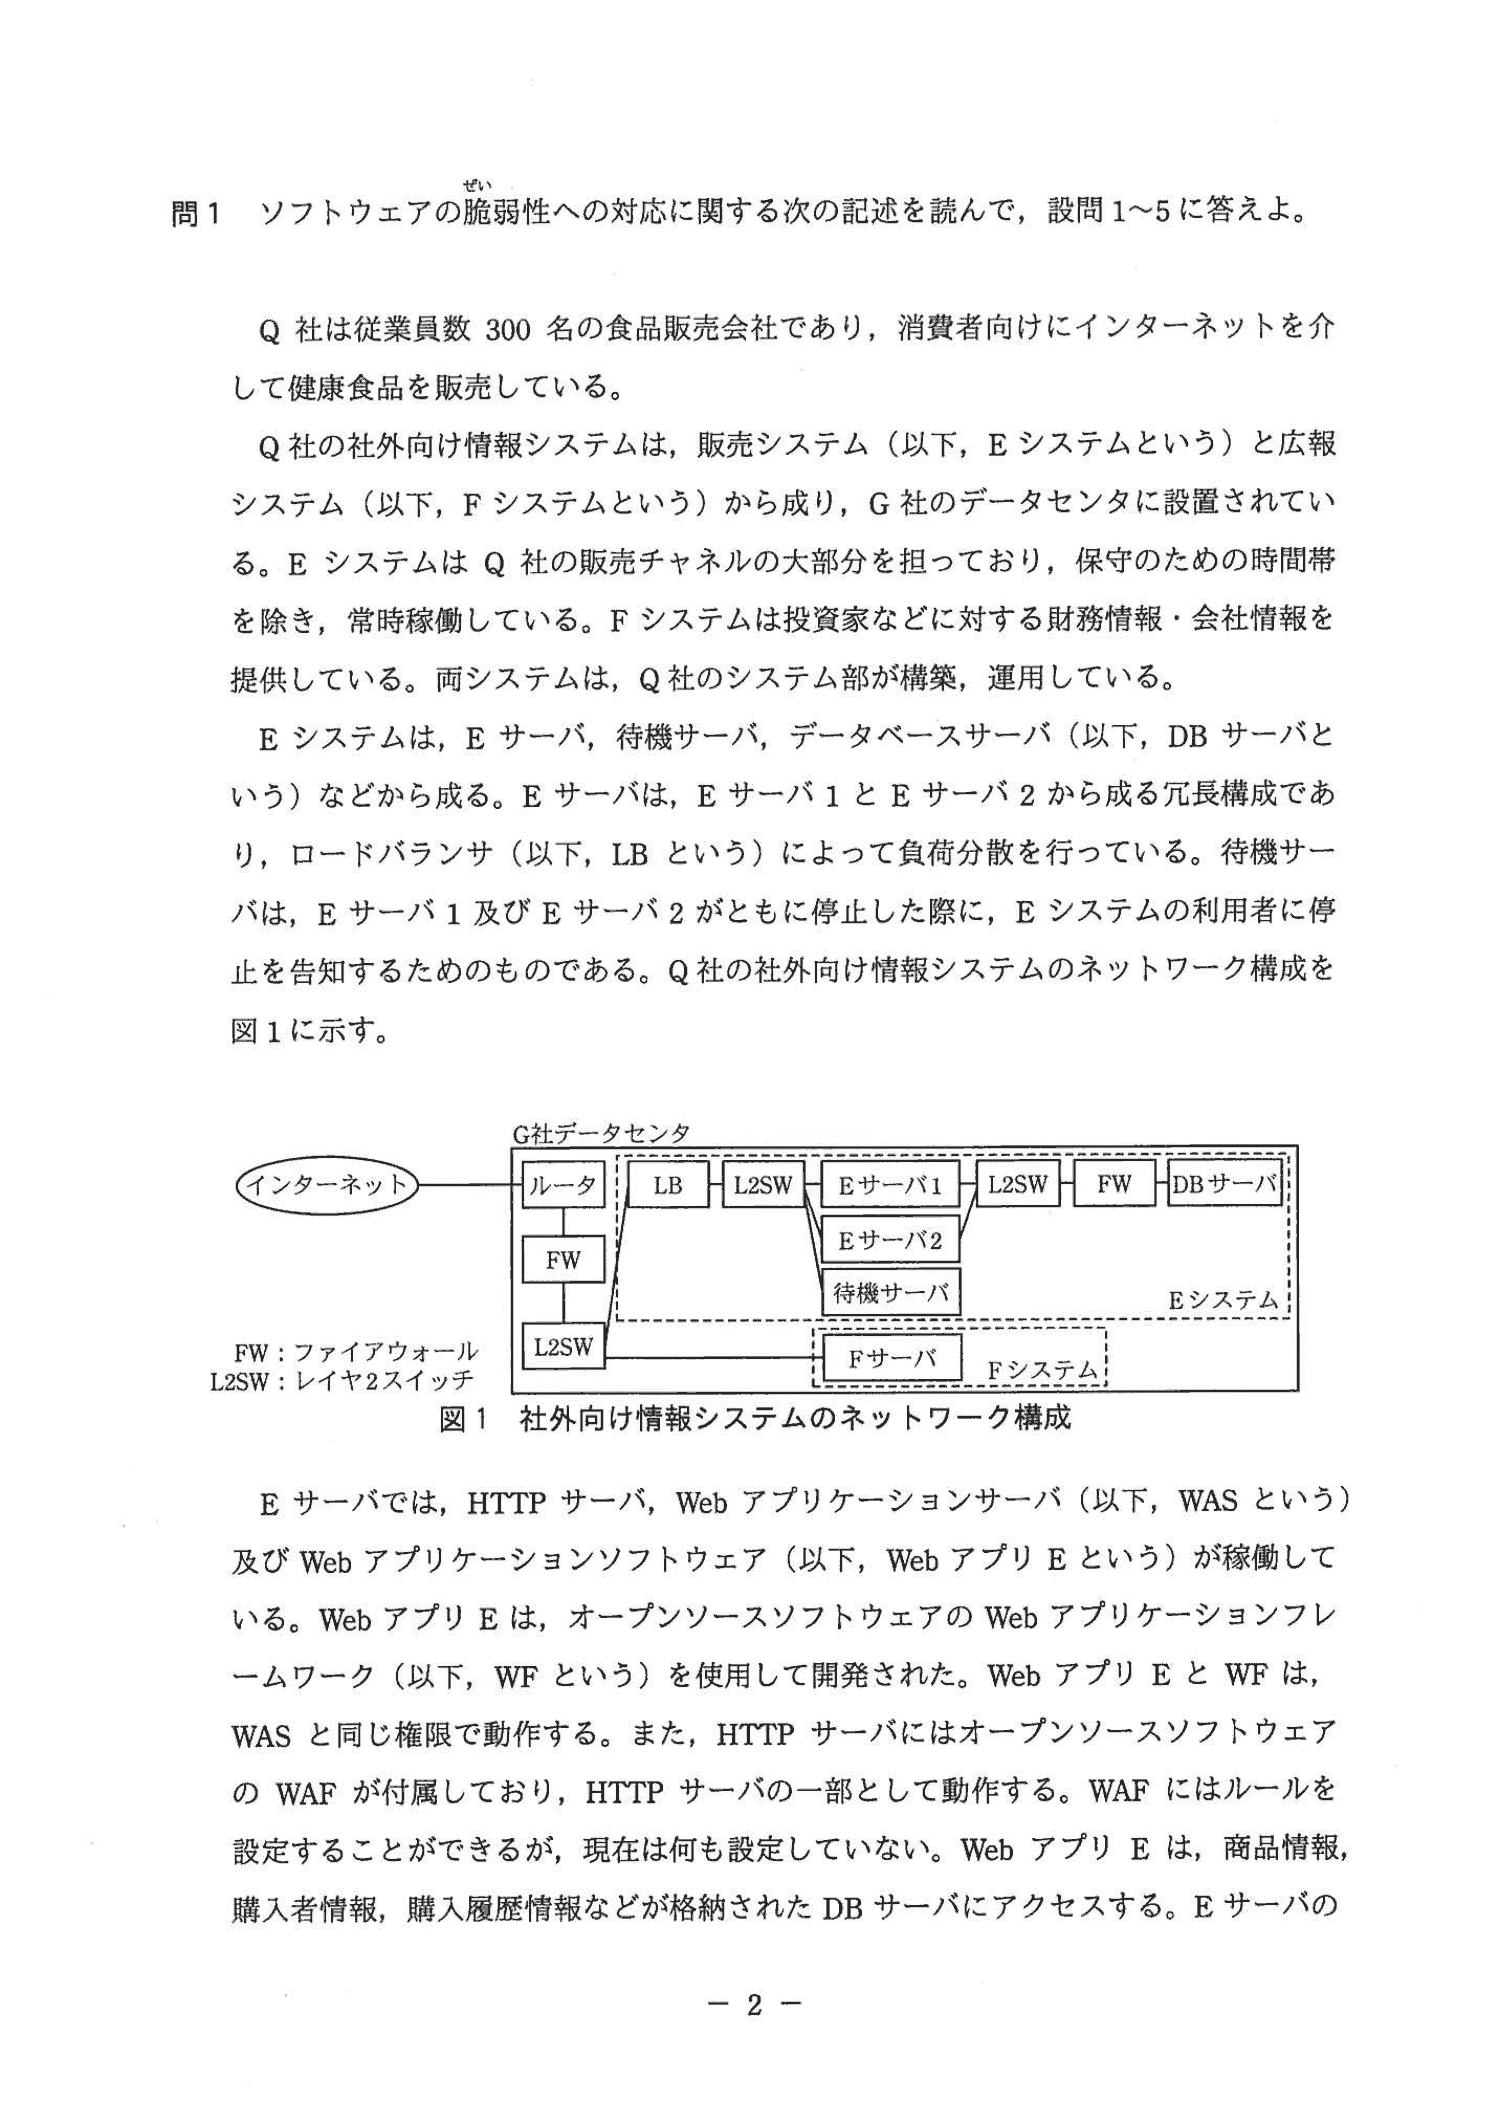 問1　ソフトウェアの脆弱性への対応に関する次の記述を読んで，設問1～5に答えよ。
ぜい
Q 社は従業員数 300 名の食品販売会社であり，消費者向けにインターネットを介
して健康食品を販売している。
Q 社の社外向け情報システムは，販売システム（以下，E システムという）と広報
システム（以下，F システムという）から成り，G 社のデータセンタに設置されてい
る。E システムは Q 社の販売チャネルの大部分を担っており，保守のための時間帯
を除き，常時稼働している。F システムは投資家などに対する財務情報・会社情報を
提供している。両システムは，Q 社のシステム部が構築，運用している。
E システムは，E サーバ，待機サーバ，データベースサーバ（以下，DB サーバと
いう）などから成る。E サーバは，E サーバ 1 と E サーバ 2 から成る冗長構成であ
り，ロードバランサ（以下，LB という）によって負荷分散を行っている。待機サー
バは，E サーバ 1 及び E サーバ 2 がともに停止した際に，E システムの利用者に停
止を告知するためのものである。Q 社の社外向け情報システムのネットワーク構成を
図 1 に示す。
G社データセンタ
インターネット
ルータ
LB
L2SW
Eサーバ1
L2SW
FW
DBサーバ
FW
Eサーバ2
待機サーバ
Eシステム
L2SW
Fサーバ
Fシステム
FW：ファイアウォール
L2SW：レイヤ2スイッチ
図 1　社外向け情報システムのネットワーク構成
E サーバでは，HTTP サーバ，Web アプリケーションサーバ（以下，WAS という）
及び Web アプリケーションソフトウェア（以下，Web アプリ E という）が稼働して
いる。Web アプリ E は，オープンソースソフトウェアの Web アプリケーションフレ
ームワーク（以下，WF という）を使用して開発された。Web アプリ E と WF は，
WAS と同じ権限で動作する。また，HTTP サーバにはオープンソースソフトウェア
の WAF が付属しており，HTTP サーバの一部として動作する。WAF にはルールを
設定することができるが，現在は何も設定していない。Web アプリ E は，商品情報，
購入者情報，購入履歴情報などが格納された DB サーバにアクセスする。E サーバの
－ 2 －